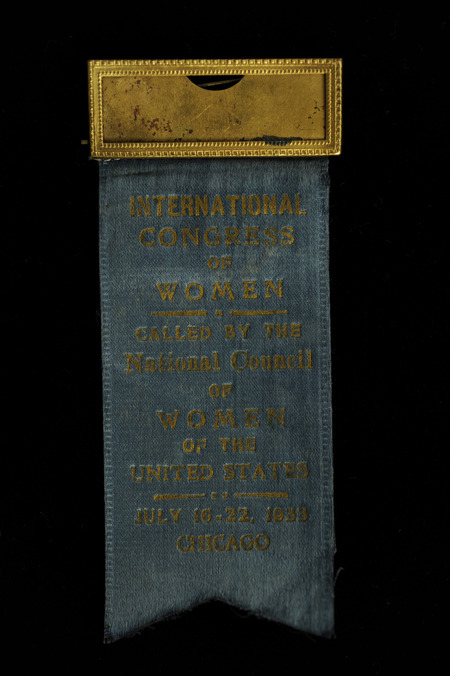 INTERNATIONAL
CONGRESS
OF
WOMEN
CALLED BY THE
National Council
OF
WOMEN
OF THE
UNITED STATES
JULY 16-22, 1933
CHICAGO